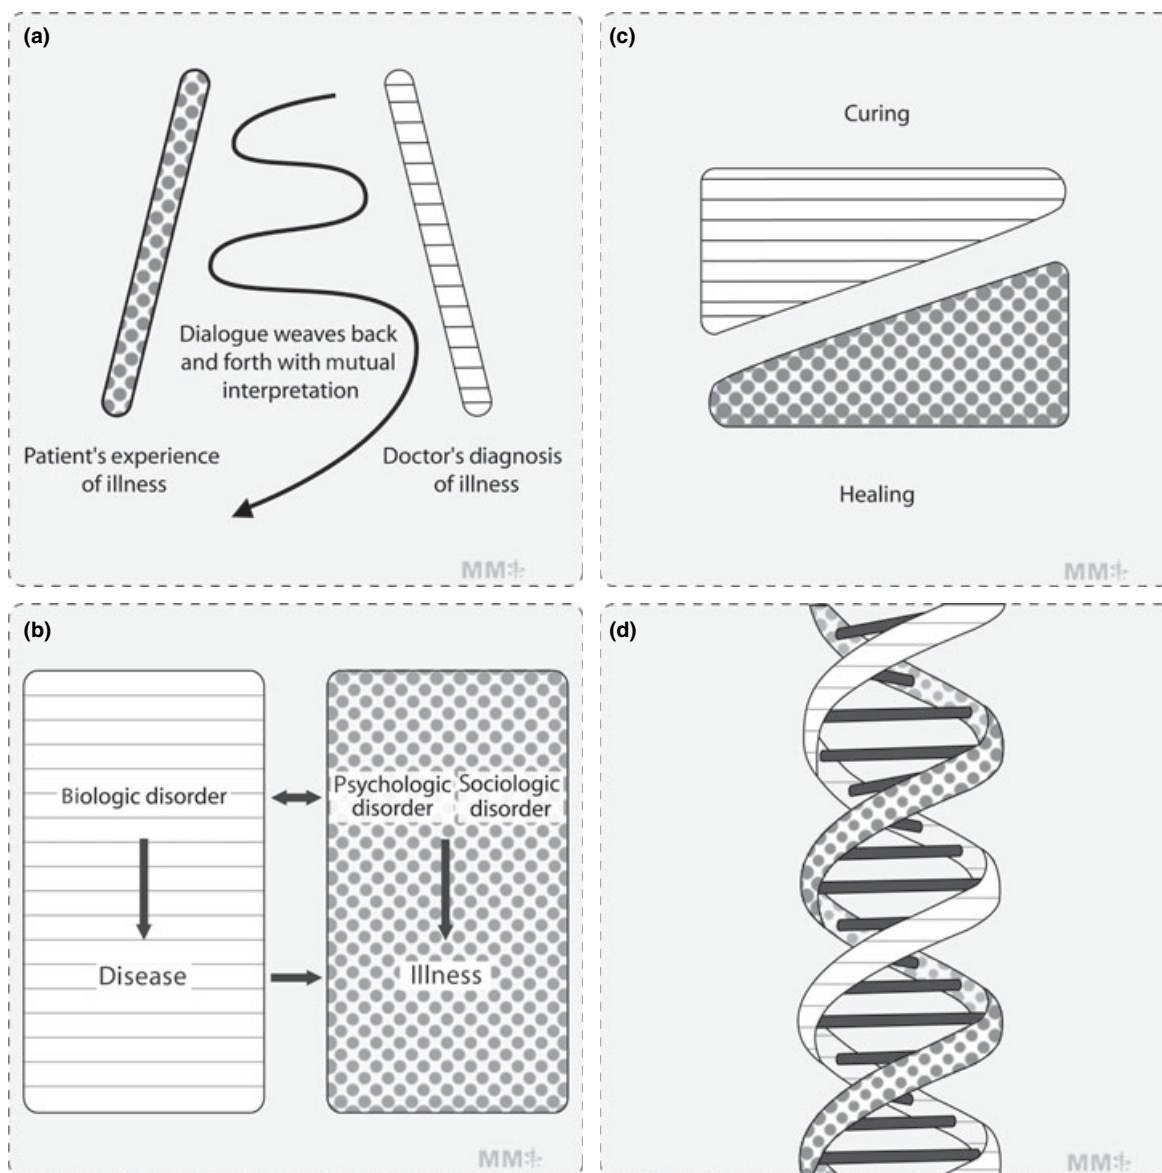 (a)
Dialogue weaves back
and forth with mutual
interpretation
Patient's experience
of illness
Doctor's diagnosis
of illness
MM
(b)
Biologic disorder
Psychologic
disorder
Sociologic
disorder
Disease
Illness
MM
(c)
Curing
Healing
MM
(d)
MM